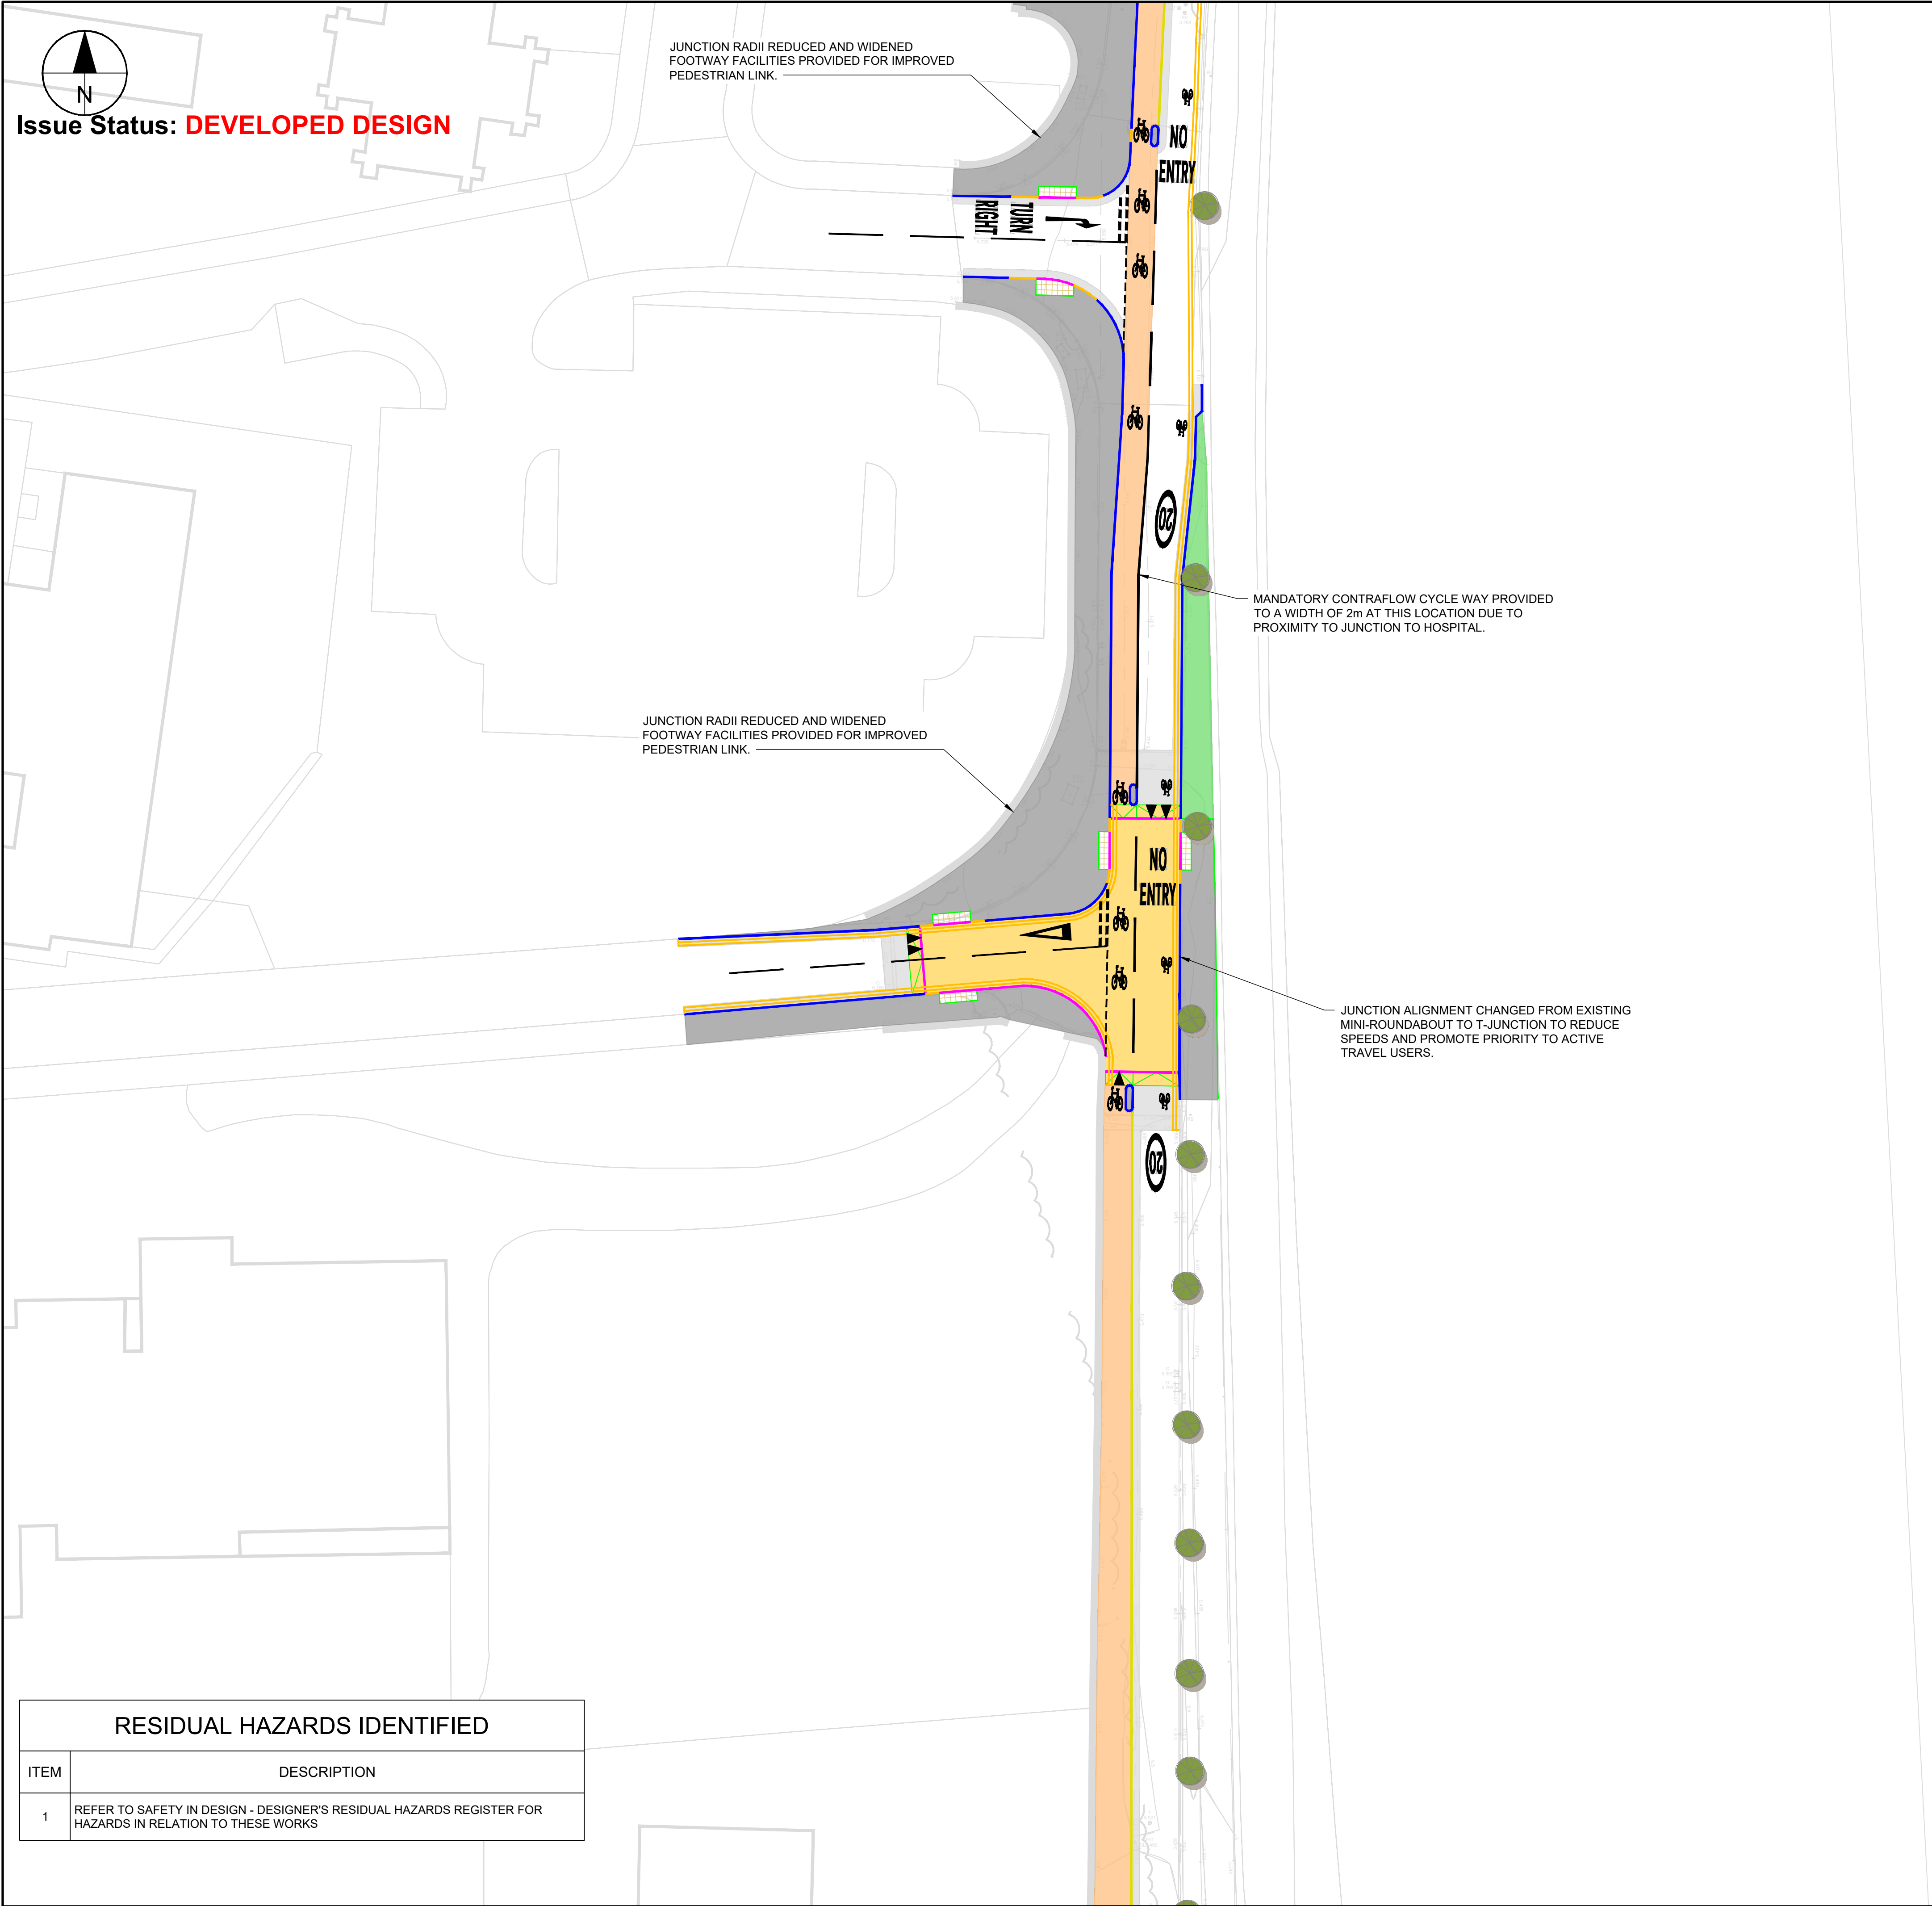 N
Issue Status: DEVELOPED DESIGN
JUNCTION RADII REDUCED AND WIDENED
FOOTWAY FACILITIES PROVIDED FOR IMPROVED
PEDESTRIAN LINK.
NO
ENTRY
TURN
RIGHT
20
MANDATORY CONTRAFLOW CYCLE WAY PROVIDED
TO A WIDTH OF 2m AT THIS LOCATION DUE TO
PROXIMITY TO JUNCTION TO HOSPITAL.
JUNCTION RADII REDUCED AND WIDENED
FOOTWAY FACILITIES PROVIDED FOR IMPROVED
PEDESTRIAN LINK.
NO
ENTRY
JUNCTION ALIGNMENT CHANGED FROM EXISTING
MINI-ROUNDABOUT TO T-JUNCTION TO REDUCE
SPEEDS AND PROMOTE PRIORITY TO ACTIVE
TRAVEL USERS.
20
RESIDUAL HAZARDS IDENTIFIED
ITEM DESCRIPTION
1 REFER TO SAFETY IN DESIGN - DESIGNER'S RESIDUAL HAZARDS REGISTER FOR
HAZARDS IN RELATION TO THESE WORKS